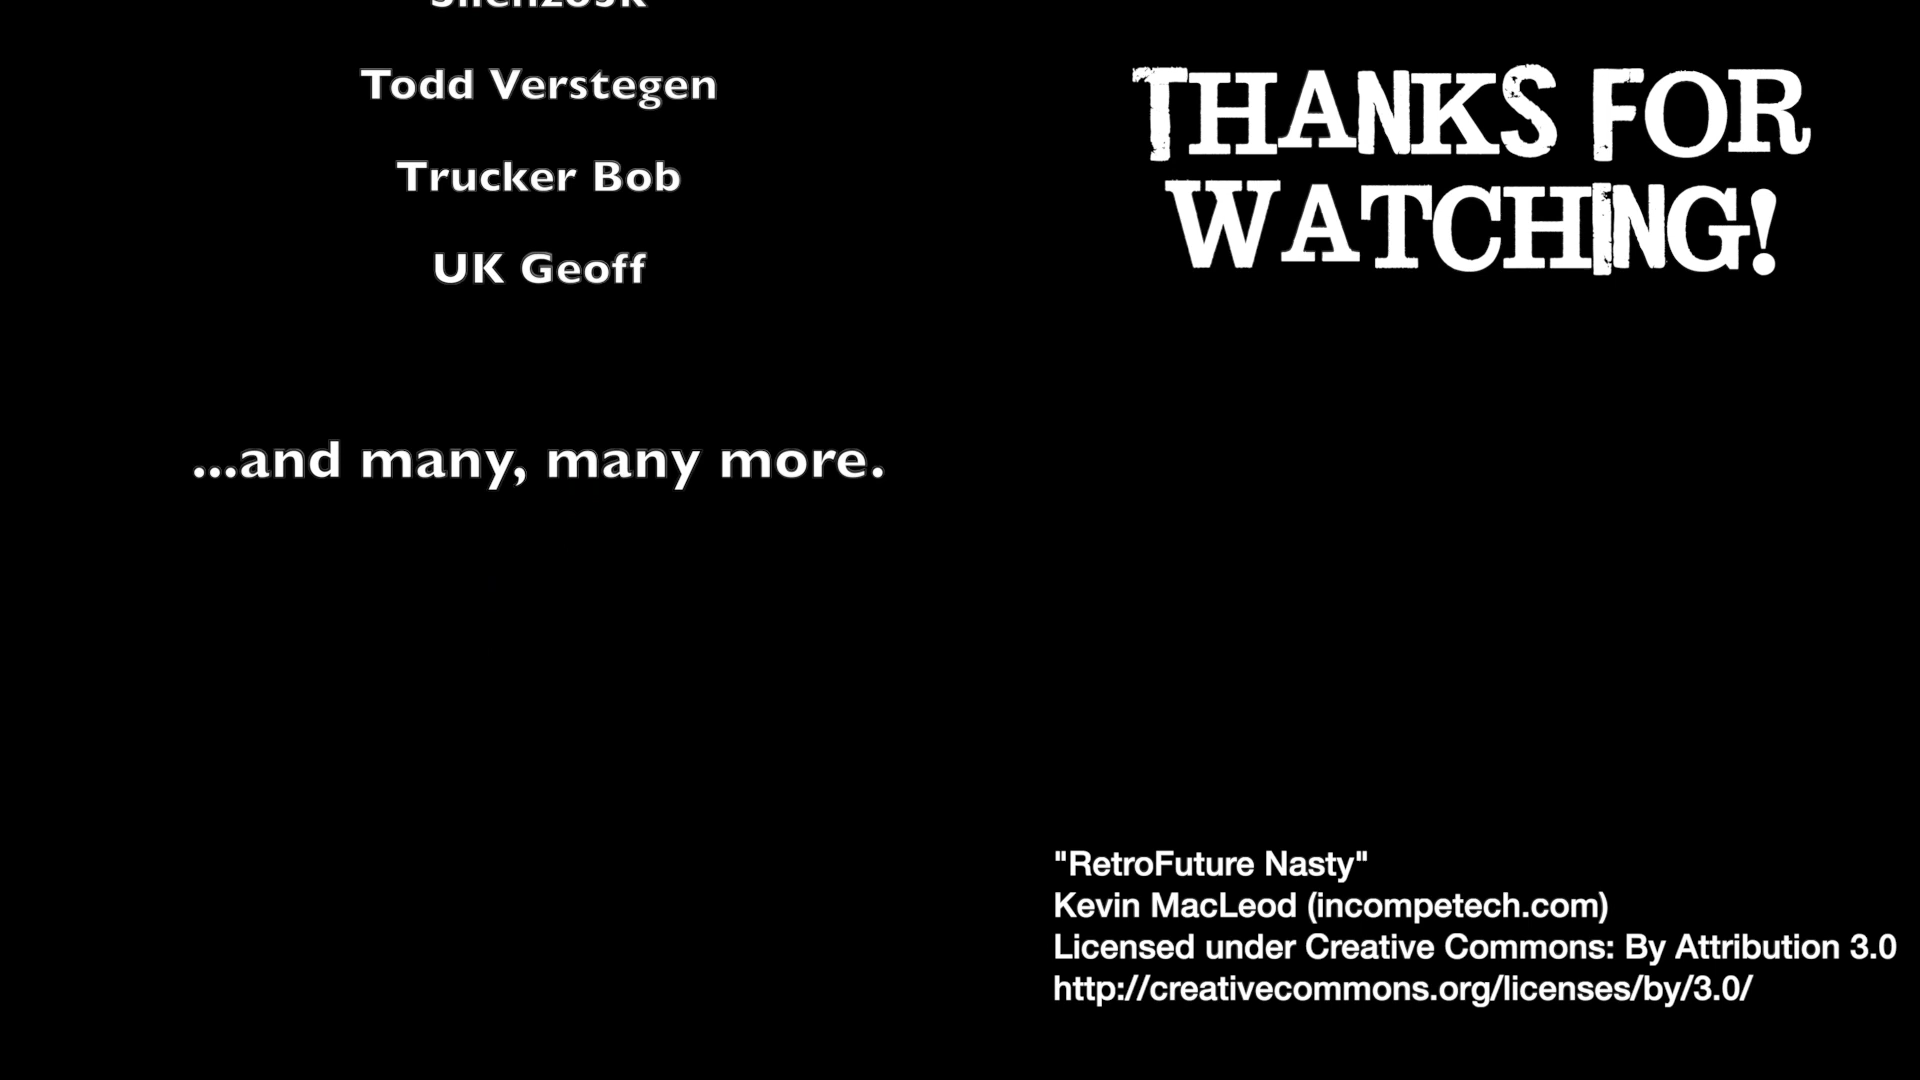 Todd Verstegen
Trucker Bob
UK Geoff
...and many, many more.
THANKS FOR
WATCHING!
"RetroFuture Nasty"
Kevin MacLeod (incompetech.com)
Licensed under Creative Commons: By Attribution 3.0
http://creativecommons.org/licenses/by/3.0/